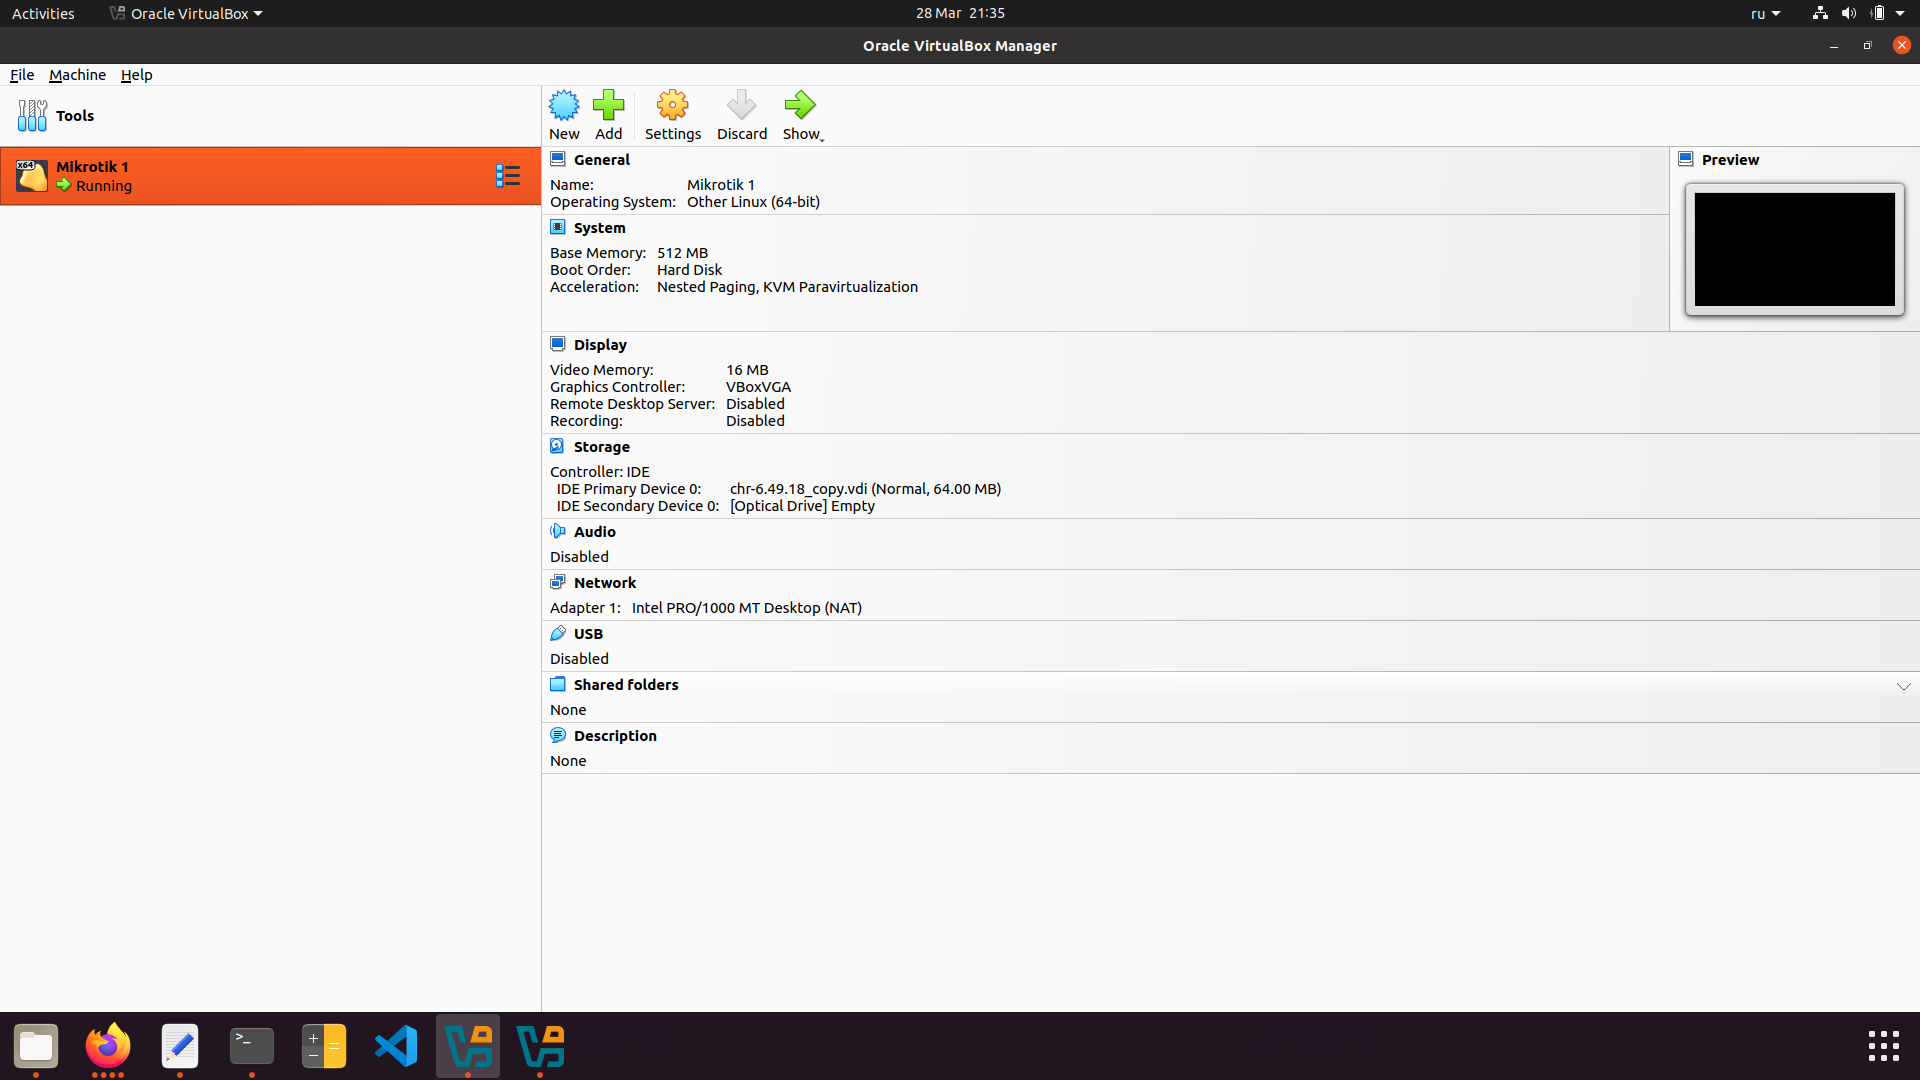 Activities
Oracle VirtualBox
28 Mar 21:35
ru
Oracle VirtualBox Manager
File Machine Help
Tools
New Add Settings Discard Show
x64
Mikrotik 1
Running
General
Name: Mikrotik 1
Operating System: Other Linux (64-bit)
Preview
System
Base Memory: 512 MB
Boot Order: Hard Disk
Acceleration: Nested Paging, KVM Paravirtualization
Display
Video Memory: 16 MB
Graphics Controller: VBoxVGA
Remote Desktop Server: Disabled
Recording: Disabled
Storage
Controller: IDE
IDE Primary Device 0: chr-6.49.18_copy.vdi (Normal, 64.00 MB)
IDE Secondary Device 0: [Optical Drive] Empty
Audio
Disabled
Network
Adapter 1: Intel PRO/1000 MT Desktop (NAT)
USB
Disabled
Shared folders
None
Description
None